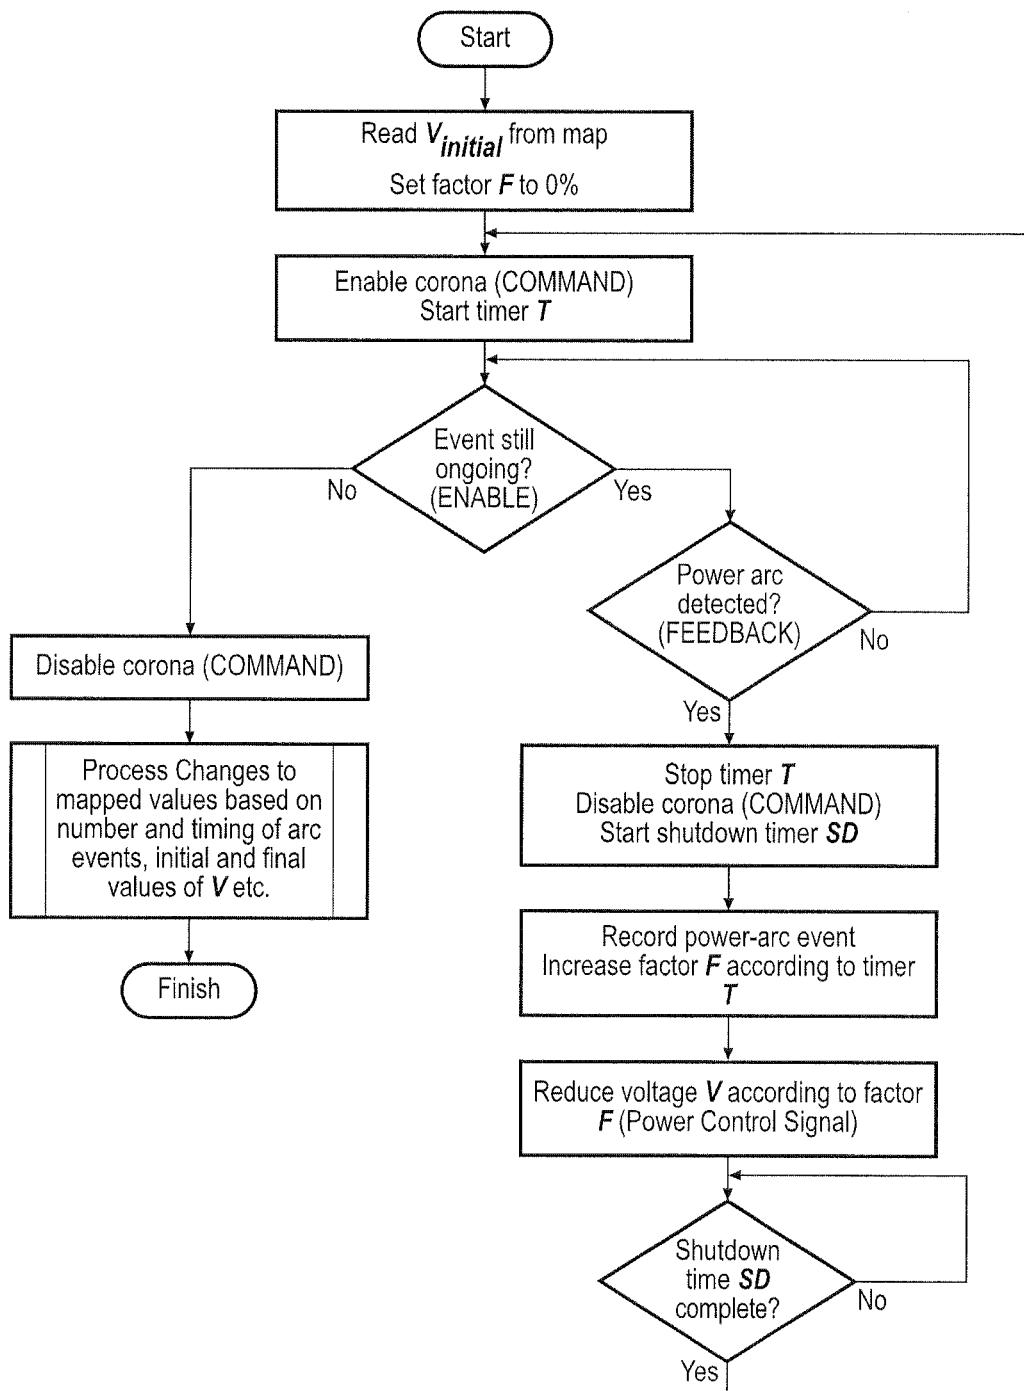 Start
Read Vinitial from map
Set factor F to 0%
Enable corona (COMMAND)
Start timer T
Event still
ongoing?
(ENABLE)
No
Yes
Power arc
detected?
(FEEDBACK)
No
Yes
Disable corona (COMMAND)
Process Changes to
mapped values based on
number and timing of arc
events, initial and final
values of V etc.
Finish
Stop timer T
Disable corona (COMMAND)
Start shutdown timer SD
Record power-arc event
Increase factor F according to timer
T
Reduce voltage V according to factor
F (Power Control Signal)
Shutdown
time SD
complete?
No
Yes